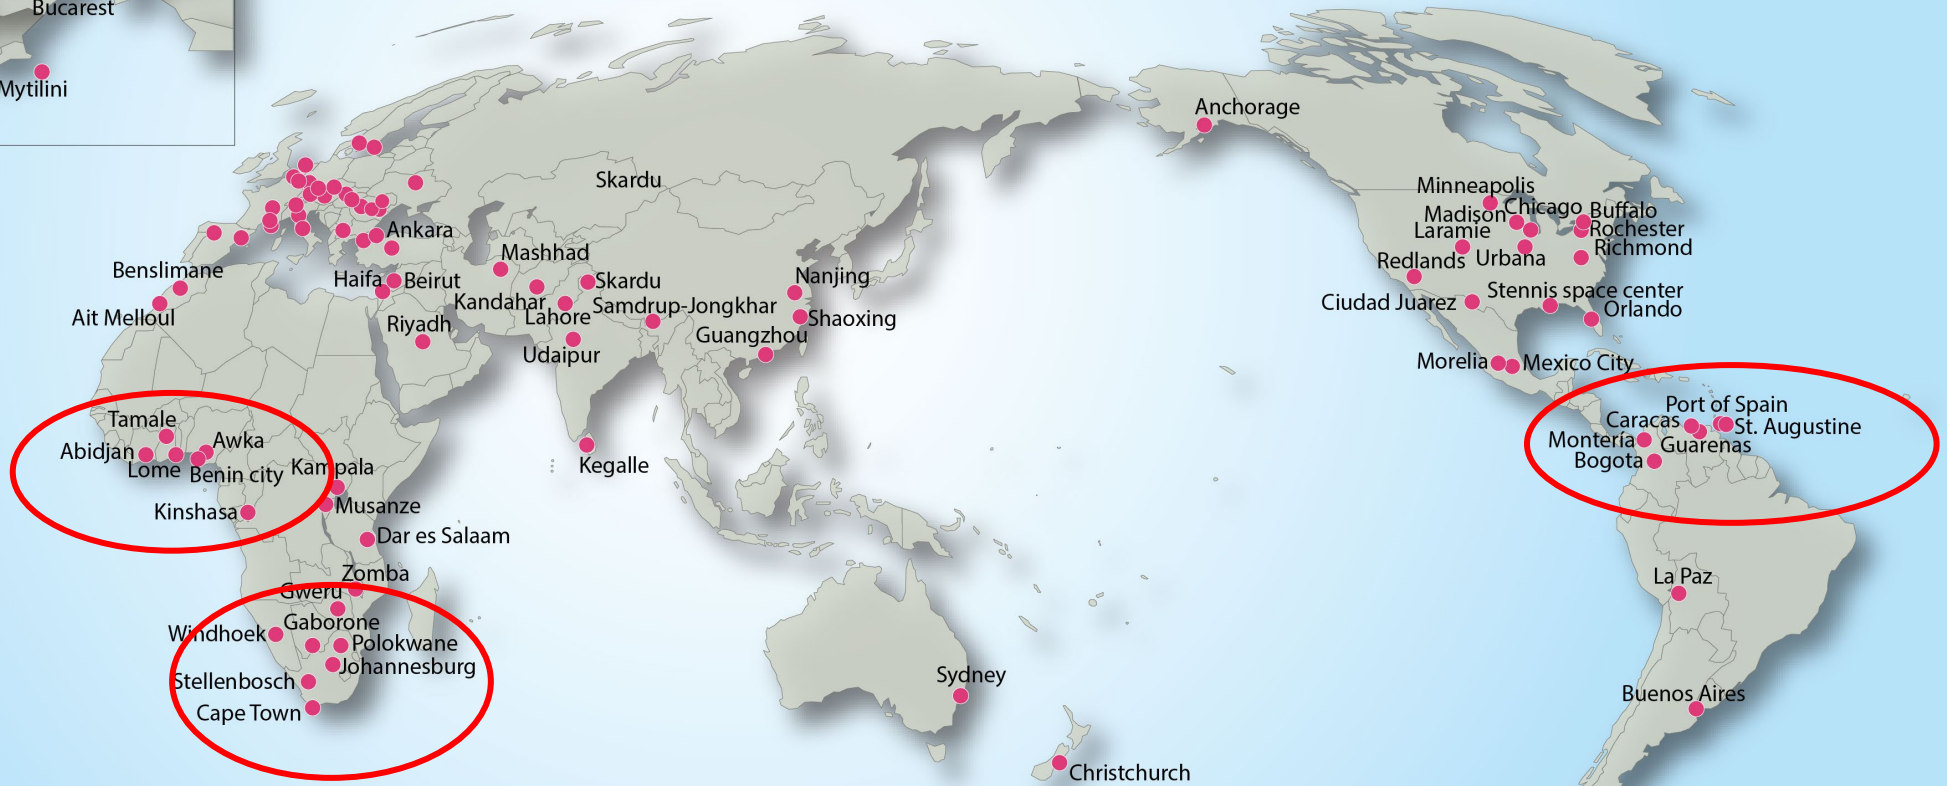 Bucarest
Mytilini
Anchorage
Skardu
Minneapolis
Madison
Chicago
Buffalo
Laramie
Rochester
Richmond
Ankara
Mashhad
Redlands
Urbana
Benslimane
Haifa
Beirut
Skardu
Nanjing
Kandahar
Samdrup-Jongkhar
Stennis space center
Ciudad Juarez
Orlando
Ait Melloul
Riyadh
Lahore
Shaoxing
Guangzhou
Udaipur
Morelia
Mexico City
Port of Spain
Tamale
Caracas
St. Augustine
Awka
Montería
Guarenas
Abidjan
Lome
Benin city
Kampala
Kegalle
Bogota
Kinshasa
Musanze
Dar es Salaam
Zomba
La Paz
Gweru
Gaborone
Windhoek
Polokwane
Johannesburg
Stellenbosch
Sydney
Buenos Aires
Cape Town
Christchurch